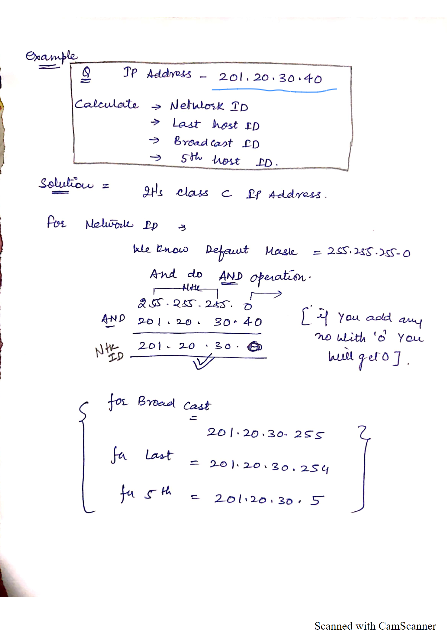 Example
Q IP Address - 201.20.30.40
Calculate → Network ID
→ Last host ID
→ Broadcast ID
→ 5th host ID.
Solution = It's class C IP Address.
for Network ID →
We know Defaut Mask = 255.255.255.0
And do AND operation.
Ntk
255.255.255.0
AND 201.20.30.40
Ntk ID 201.20.30.0
[if you add any
no with '0' you
will get 0].
for Broad cast
=
201.20.30.255
for Last = 201.20.30.254
for 5th = 201.20.30.5
Scanned with CamScanner